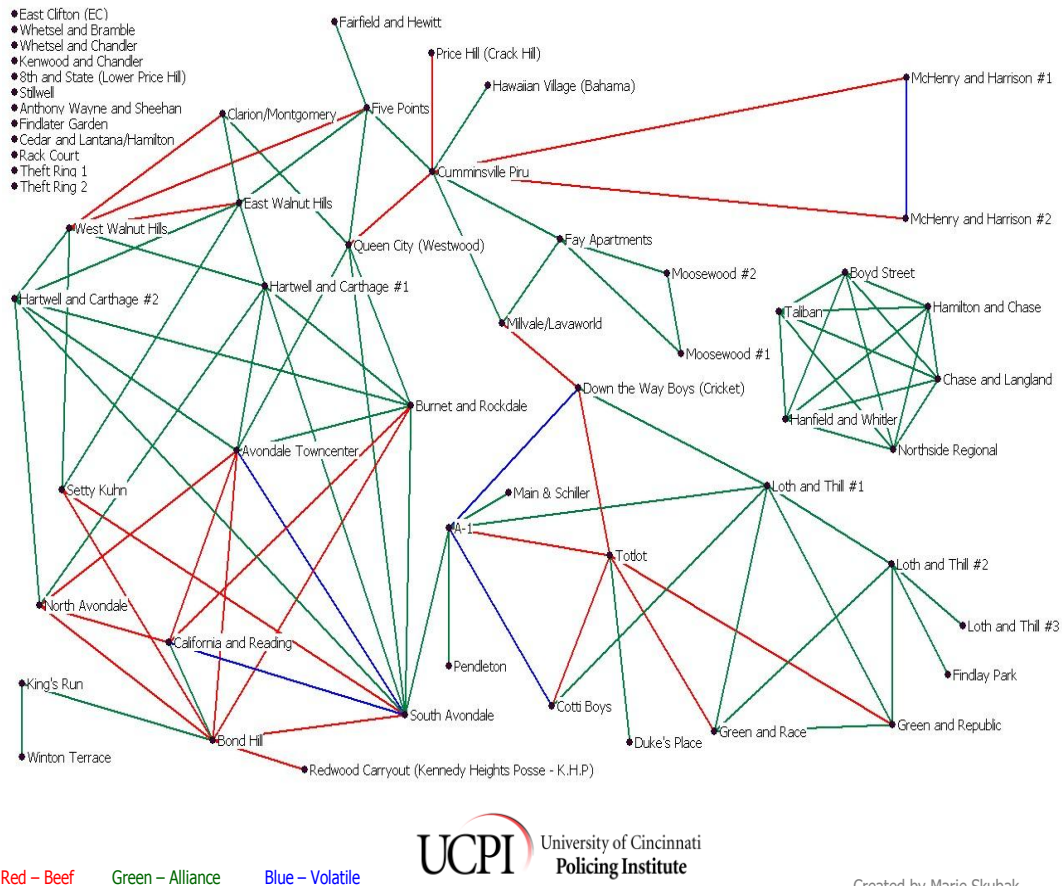 East Clifton (EC)
Whetsel and Bramble
Whetsel and Chandler
Kenwood and Chandler
8th and State (Lower Price Hill)
Stilwell
Anthony Wayne and Sheehan
Findlater Garden
Cedar and Lantana/Hamilton
Rack Court
Theft Ring 1
Theft Ring 2
Fairfield and Hewitt
Price Hill (Crack Hill)
Hawaiian Village (Bahama)
McHenry and Harrison #1
Clarion/Montgomery
Five Points
Cumminsville Piru
East Walnut Hills
McHenry and Harrison #2
West Walnut Hills
Queen City (Westwood)
Fay Apartments
Moosewood #2
Boyd Street
Hartwell and Carthage #1
Hartwell and Carthage #2
Hamilton and Chase
Taliban
Millvale/Lavaworld
Moosewood #1
Chase and Langland
Down the Way Boys (Cricket)
Burnet and Rockdale
Hanfield and Whitler
Northside Regional
Avondale Towncenter
Setty Kuhn
Main & Schiller
Loth and Thill #1
A-1
Totlot
Loth and Thill #2
North Avondale
Loth and Thill #3
California and Reading
Pendleton
Findlay Park
King's Run
Cotti Boys
South Avondale
Green and Republic
Green and Race
Bond Hill
Duke's Place
Winton Terrace
Redwood Carryout (Kennedy Heights Posse - K.H.P)
UCPI
University of Cincinnati
Policing Institute
Red – Beef Green – Alliance Blue – Volatile